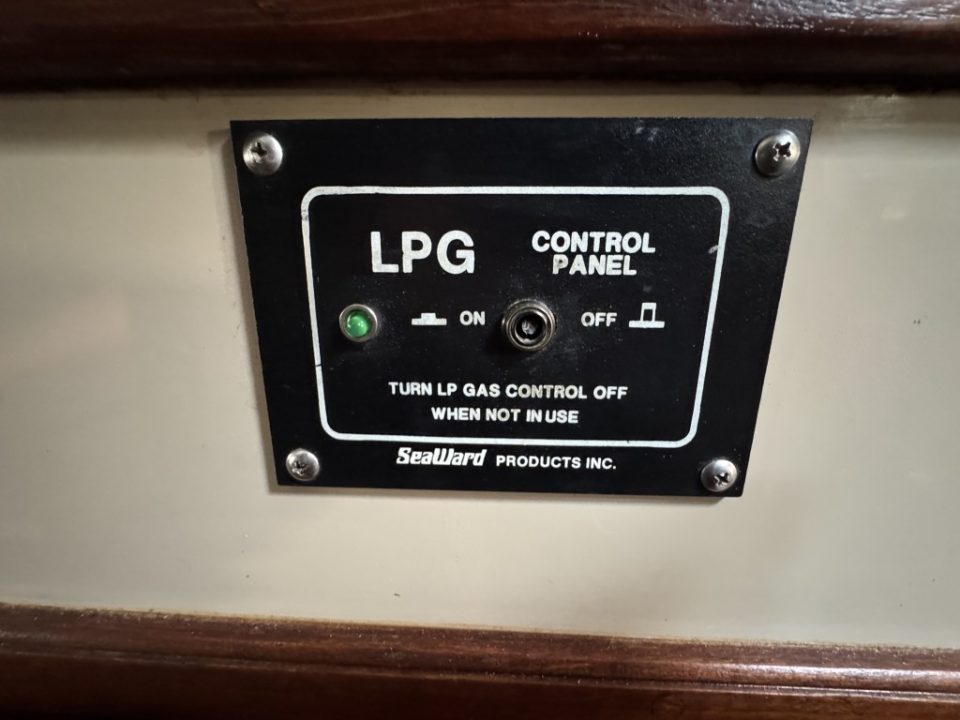 LPG CONTROL
PANEL
ON OFF
TURN LP GAS CONTROL OFF
WHEN NOT IN USE
SeaWard PRODUCTS INC.